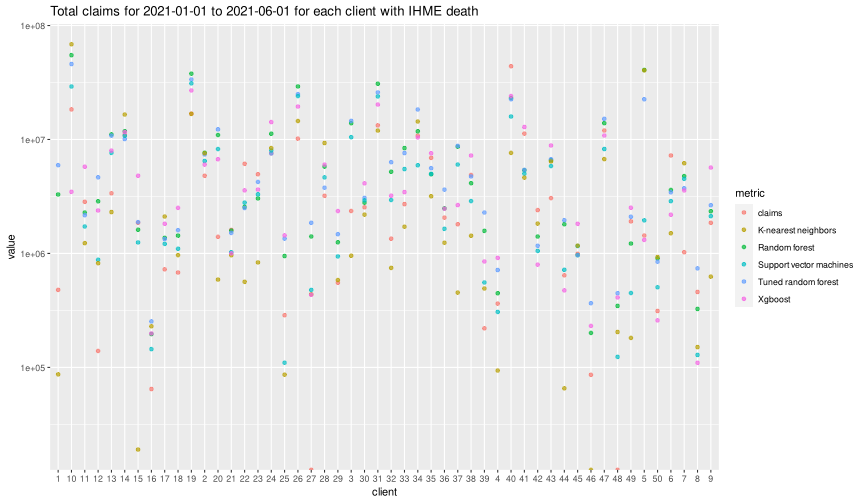 Total claims for 2021-01-01 to 2021-06-01 for each client with IHME death
1e+08
1e+07
1e+06
1e+05
value
1 10 11 12 13 14 15 16 17 18 19 2 20 21 22 23 24 25 26 27 28 29 3 30 31 32 33 34 35 36 37 38 39 4 40 41 42 43 44 45 46 47 48 49 5 50 6 7 8 9
client
metric
claims
K-nearest neighbors
Random forest
Support vector machines
Tuned random forest
Xgboost